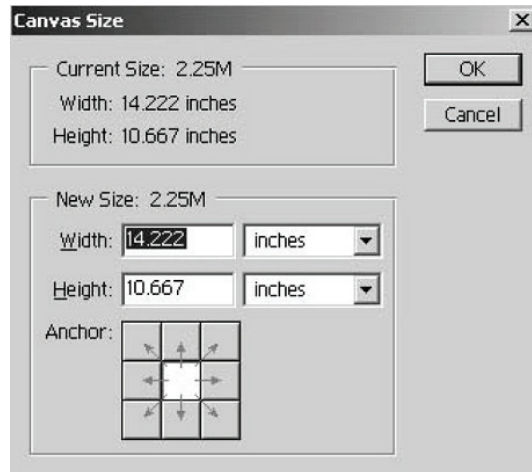 Canvas Size
Current Size: 2.25M
Width: 14.222 inches
Height: 10.667 inches
OK
Cancel
New Size: 2.25M
Width: 14.222 inches
Height: 10.667 inches
Anchor: